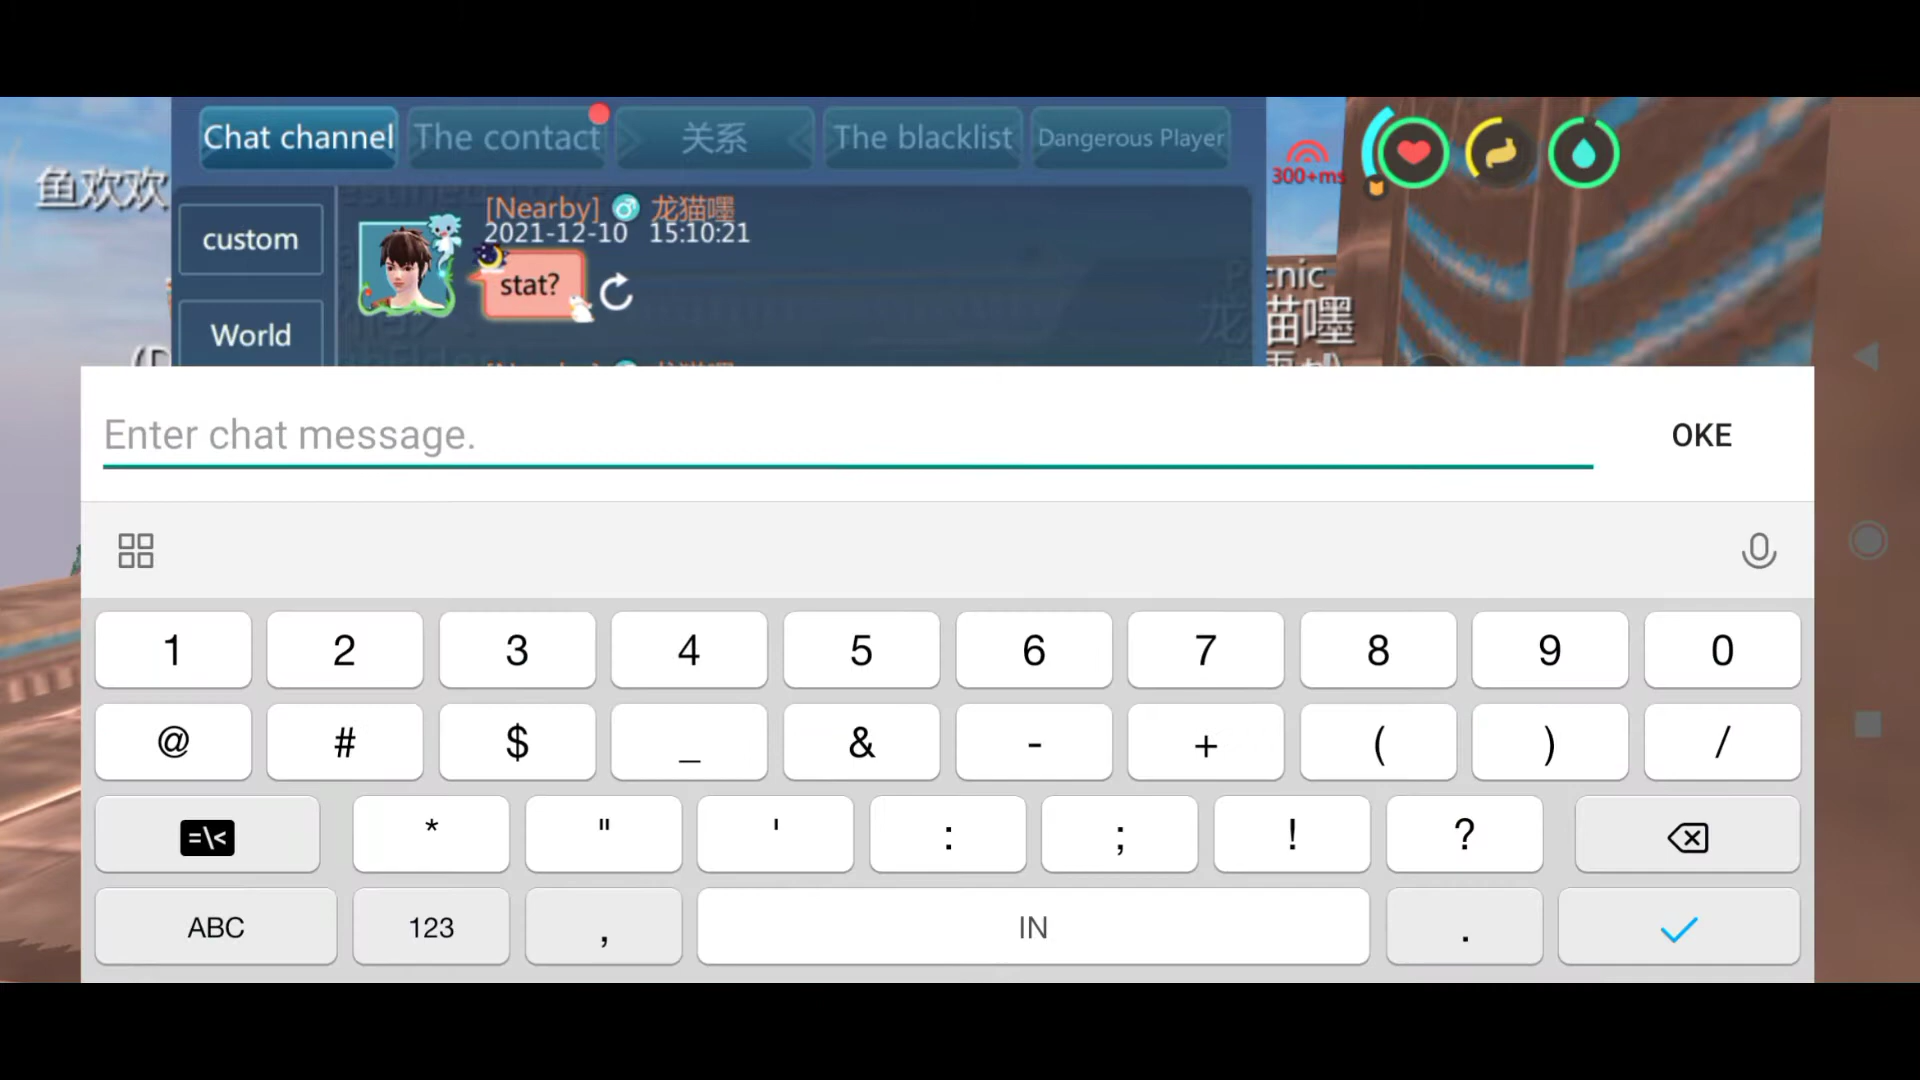 Chat channel
The contact
关系
The blacklist
Dangerous Player
300+ms
鱼欢欢
custom
[Nearby] 龙猫嚜
2021-12-10 15:10:21
stat?
World
Enter chat message.
OKE
1 2 3 4 5 6 7 8 9 0
@ # $ _ & - + ( ) /
=\< * " ' : ; ! ?
ABC 123 , IN .